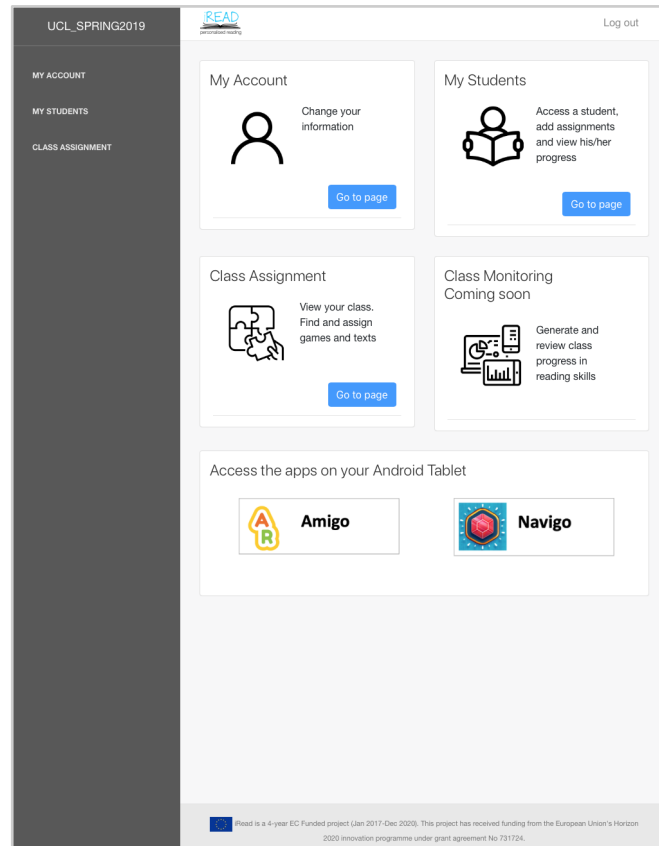 UCL_SPRING2019
iREAD
personalised reading
Log out
MY ACCOUNT
MY STUDENTS
CLASS ASSIGNMENT
My Account
Change your
information
Go to page
My Students
Access a student,
add assignments
and view his/her
progress
Go to page
Class Assignment
View your class.
Find and assign
games and texts
Go to page
Class Monitoring
Coming soon
Generate and
review class
progress in
reading skills
Access the apps on your Android Tablet
A
R
Amigo
Navigo
iRead is a 4-year EC Funded project (Jan 2017-Dec 2020). This project has received funding from the European Union's Horizon
2020 innovation programme under grant agreement No 731724.